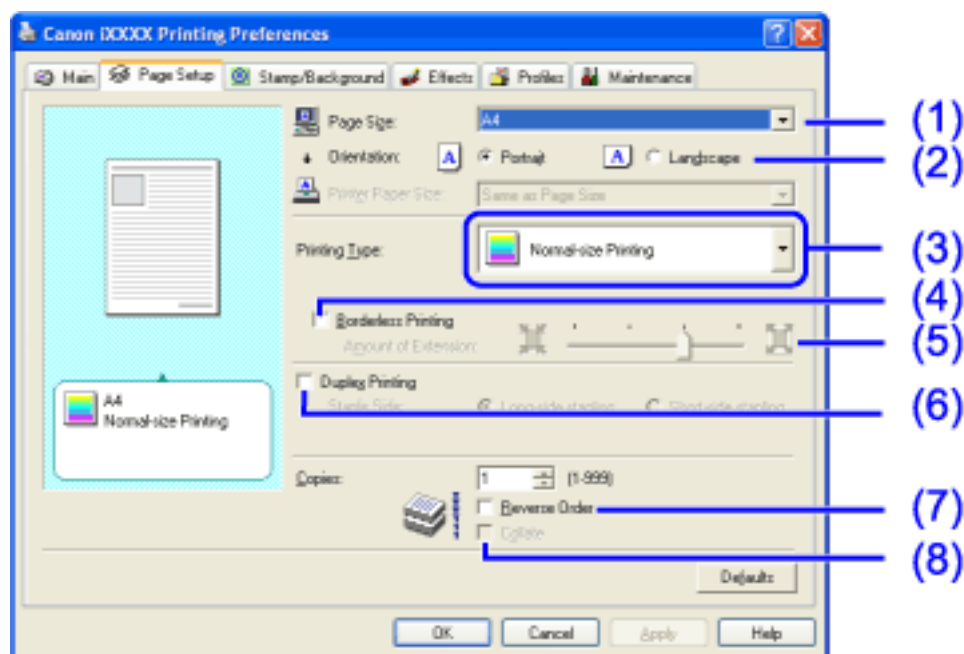 Canon iXXXX Printing Preferences
Main Page Setup Stamp/Background Effects Profiles Maintenance
Page Size: A4 (1)
Orientation: A Portrait A Landscape (2)
Printer Paper Size: Same as Page Size
Printing Type: Normal-size Printing (3)
Borderless Printing (4)
Amount of Extension: (5)
Duplex Printing
Staple Side: Long-side stapling Short-side stapling (6)
A4
Normal-size Printing
Copies: 1 (1-999)
Reverse Order (7)
Collate (8)
Defaults
OK Cancel Apply Help